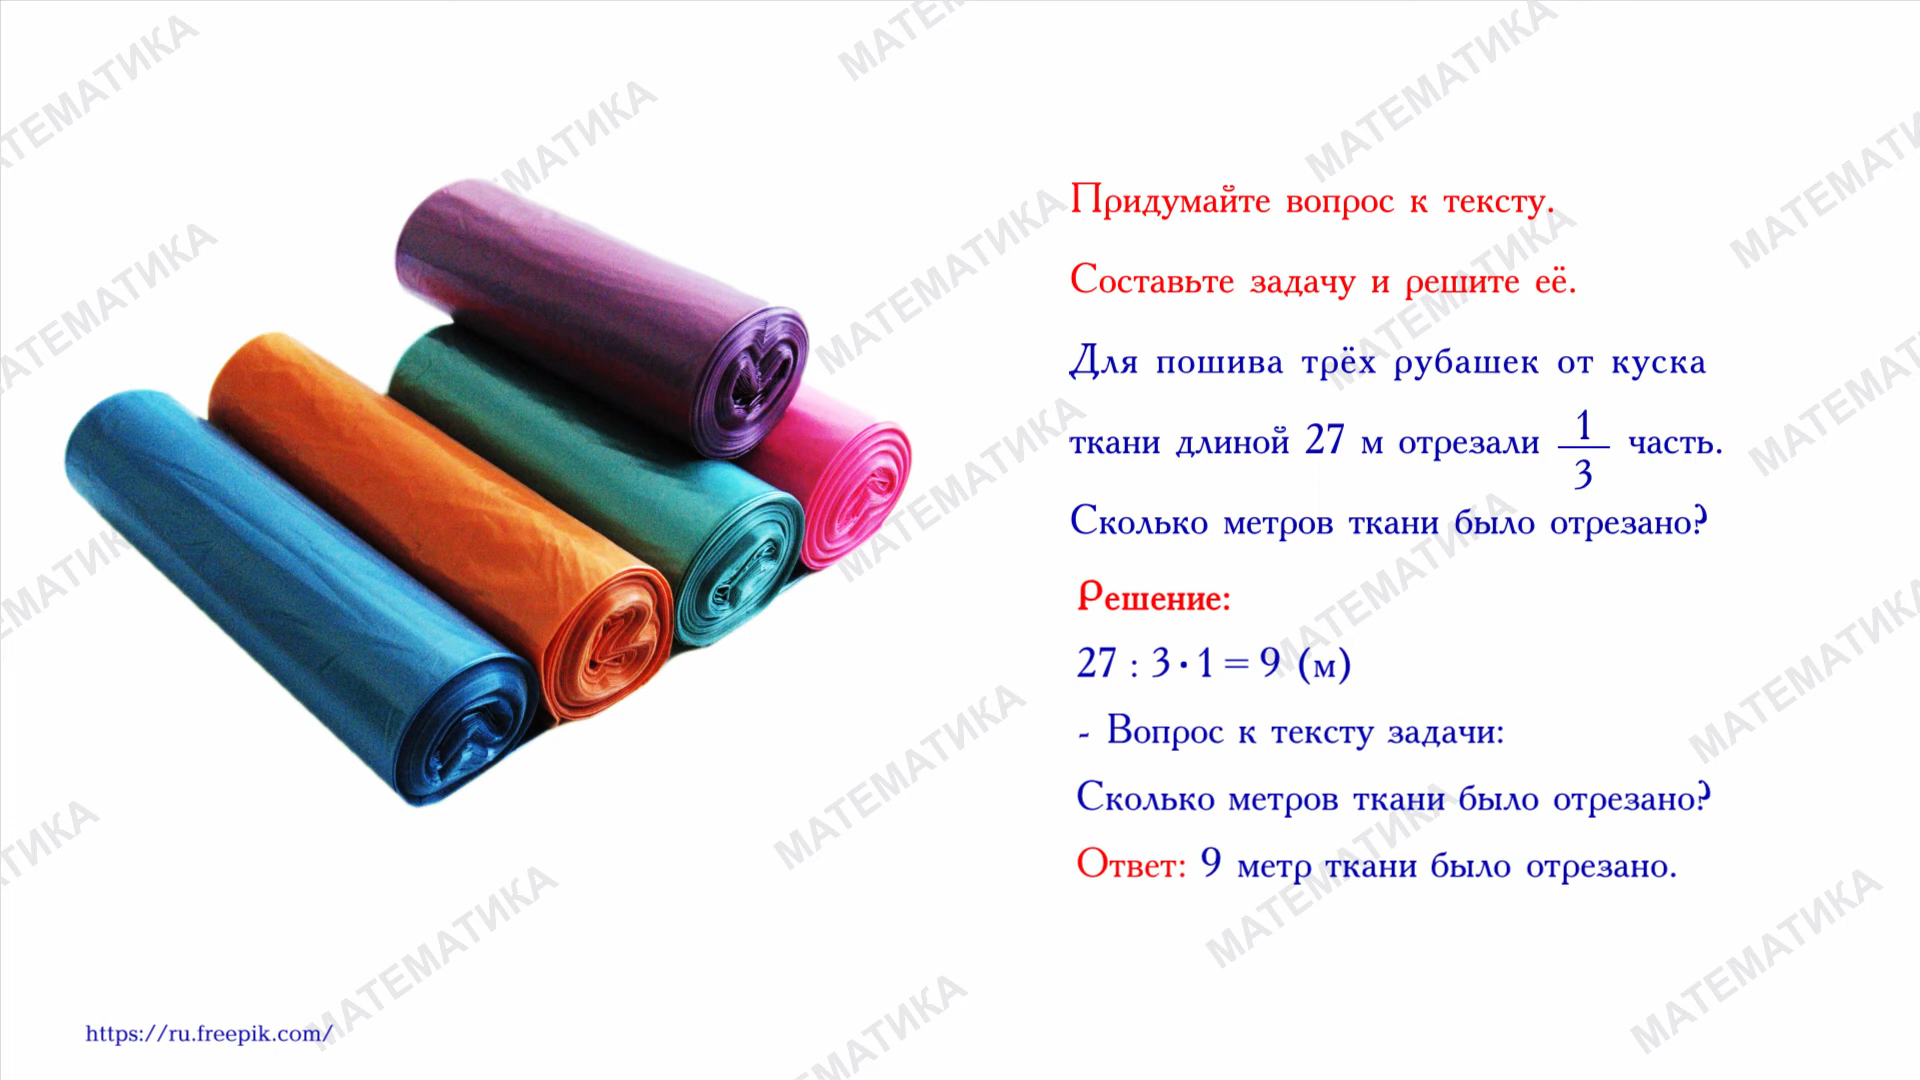 Придумайте вопрос к тексту.
Составьте задачу и решите её.
Для пошива трёх рубашек от куска
ткани длиной 27 м отрезали 1/3 часть.
Сколько метров ткани было отрезано?
Решение:
27 : 3 · 1 = 9 (м)
- Вопрос к тексту задачи:
Сколько метров ткани было отрезано?
Ответ: 9 метр ткани было отрезано.
https://ru.freepik.com/
МАТЕМАТИКА